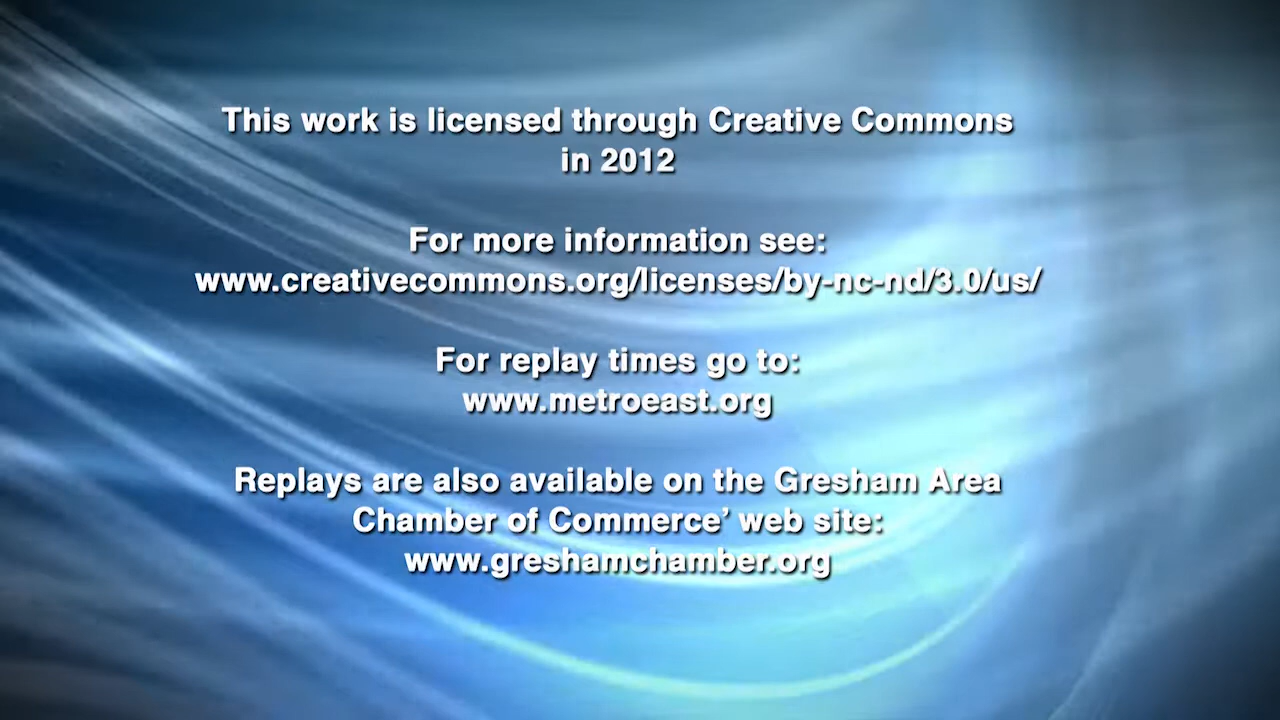 This work is licensed through Creative Commons
in 2012
For more information see:
www.creativecommons.org/licenses/by-nc-nd/3.0/us/
For replay times go to:
www.metroeast.org
Replays are also available on the Gresham Area
Chamber of Commerce’ web site:
www.greshamchamber.org